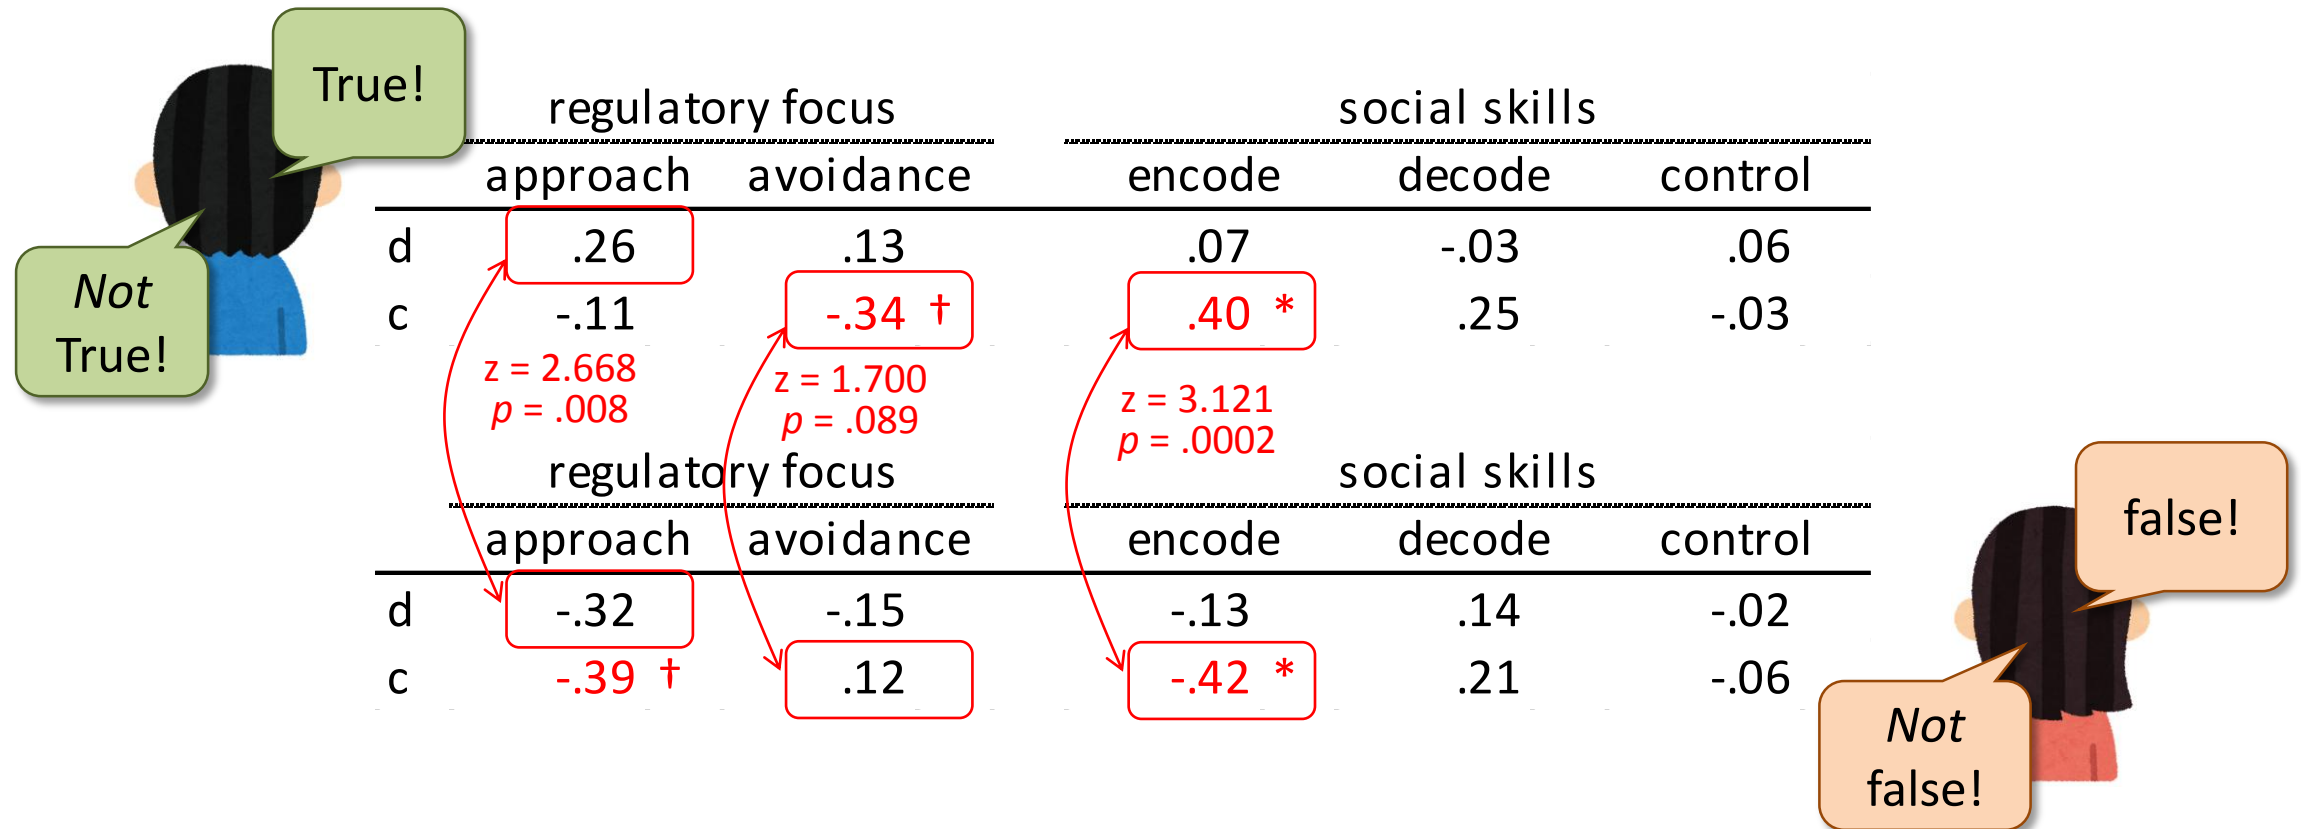 True!
Not
True!
regulatory focus social skills
approach avoidance encode decode control
d .26 .13 .07 -.03 .06
c -.11 -.34 † .40 * .25 -.03
z = 2.668
p = .008
z = 1.700
p = .089
z = 3.121
p = .0002
regulatory focus social skills
approach avoidance encode decode control
d -.32 -.15 -.13 .14 -.02
c -.39 † .12 -.42 * .21 -.06
false!
Not
false!